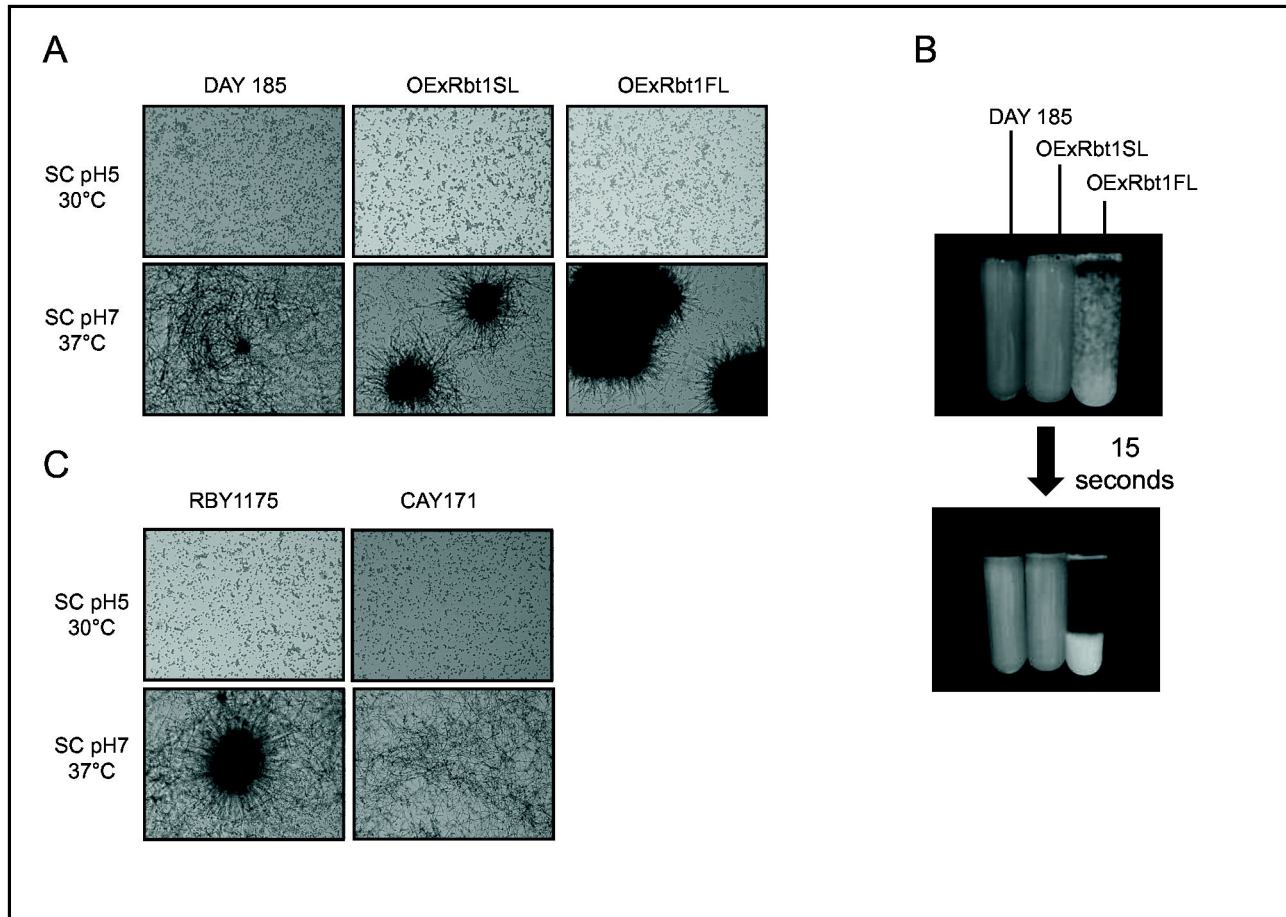 A
DAY 185
OExRbt1SL
OExRbt1FL
SC pH5
30°C
SC pH7
37°C
B
DAY 185
OExRbt1SL
OExRbt1FL
15
seconds
C
RBY1175
CAY171
SC pH5
30°C
SC pH7
37°C